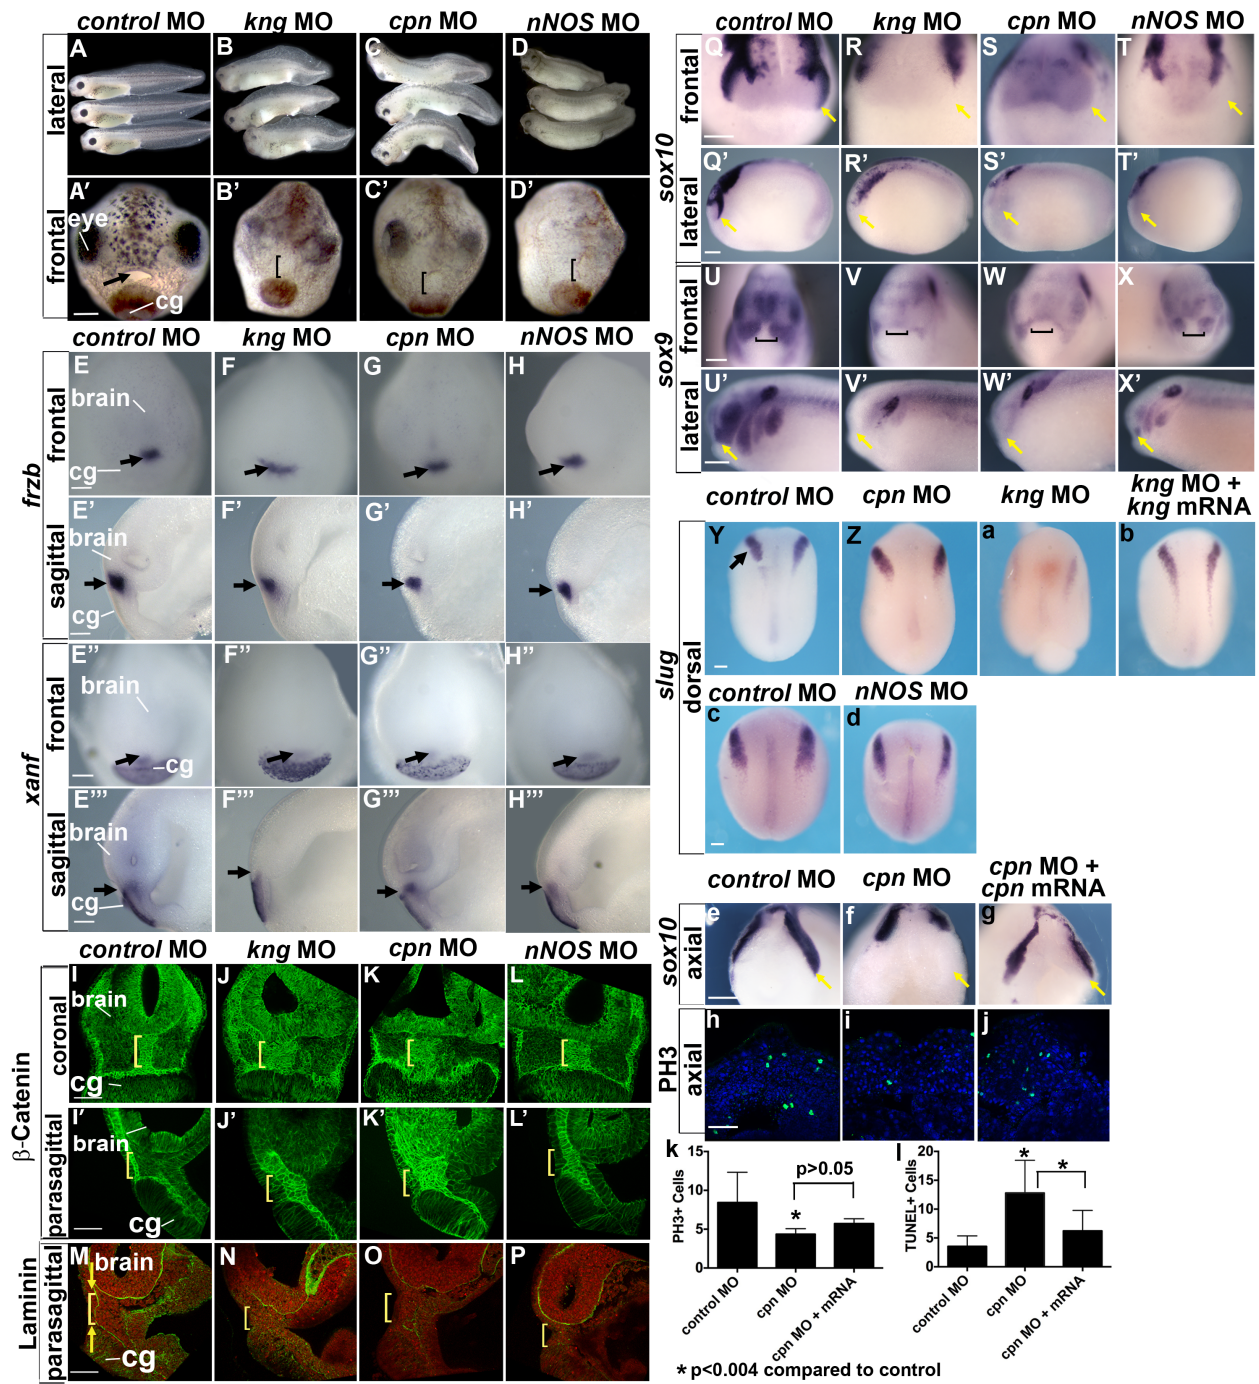 control MO kng MO cpn MO nNOS MO
lateral
A B C D
frontal
A' B' C' D'
eye
cg
control MO kng MO cpn MO nNOS MO
frzb
frontal
E F G H
brain
cg
sagittal
E' F' G' H'
brain
cg
xanf
frontal
E'' F'' G'' H''
brain
cg
sagittal
E''' F''' G''' H'''
brain
cg
control MO kng MO cpn MO nNOS MO
β-Catenin
coronal
I J K L
brain
cg
parasagittal
I' J' K' L'
brain
cg
Laminin
parasagittal
M N O P
brain
cg
control MO kng MO cpn MO nNOS MO
sox10
frontal
Q R S T
lateral
Q' R' S' T'
sox9
frontal
U V W X
lateral
U' V' W' X'
control MO cpn MO kng MO kng MO +
kng mRNA
slug
dorsal
Y Z a b
control MO nNOS MO
c d
control MO cpn MO cpn MO +
cpn mRNA
sox10
axial
e f g
PH3
axial
h i j
k
15
10
5
0
PH3+ Cells
p>0.05
*
control MO
cpn MO
cpn MO + mRNA
l
20
15
10
5
0
TUNEL+ Cells
*
*
control MO
cpn MO
cpn MO + mRNA
* p<0.004 compared to control